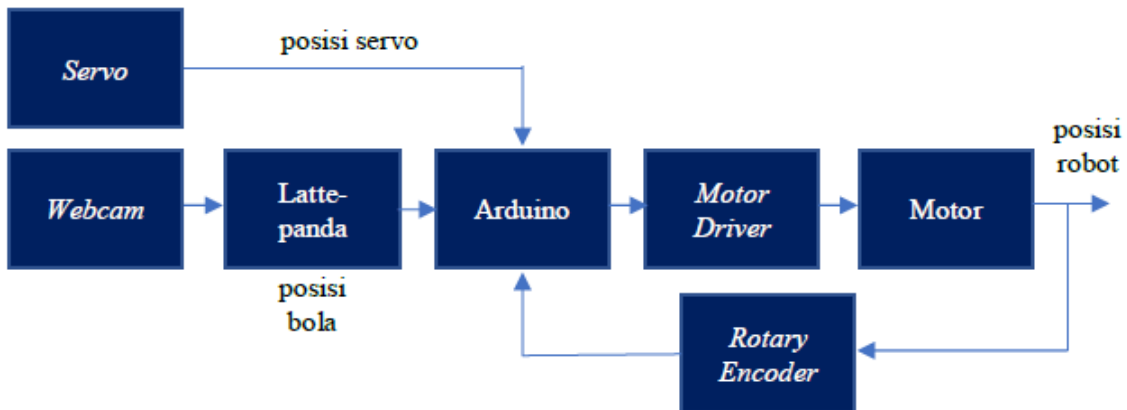 posisi servo
Servo
posisi
robot
Webcam
Latte-
panda
Arduino
Motor
Driver
Motor
posisi
bola
Rotary
Encoder